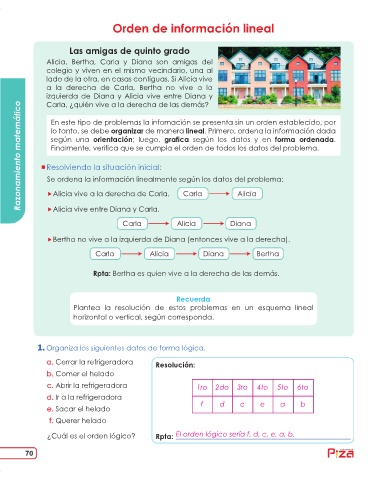 Orden de información lineal
Las amigas de quinto grado
Alicia, Bertha, Carla y Diana son amigas del
colegio y viven en el mismo vecindario, una al
lado de la otra, en casas contiguas. Si Alicia vive
a la derecha de Carla, Bertha no vive a la
izquierda de Diana y Alicia vive entre Diana y
Carla, ¿quién vive a la derecha de las demás?
En este tipo de problemas la infomación se presenta sin un orden establecido, por
lo tanto, se debe organizar de manera lineal. Primero, ordena la información dada
según una orientación; luego, grafica según los datos y en forma ordenada.
Finalmente, verifica que se cumpla el orden de todos los datos del problema.
Resolviendo la situación inicial:
Se ordena la información linealmente según los datos del problema:
Alicia vive a la derecha de Carla. Carla Alicia
Alicia vive entre Diana y Carla.
Carla Alicia Diana
Bertha no vive a la izquierda de Diana (entonces vive a la derecha).
Carla Alicia Diana Bertha
Rpta: Bertha es quien vive a la derecha de las demás.
Recuerda
Plantea la resolución de estos problemas en un esquema lineal
horizontal o vertical, según corresponda.
1. Organiza los siguientes datos de forma lógica.
a. Cerrar la refrigeradora
b. Comer el helado
c. Abrir la refrigeradora
d. Ir a la refrigeradora
e. Sacar el helado
f. Querer helado
¿Cuál es el orden lógico?
Resolución:
1ro 2do 3ro 4to 5to 6to
f d c e a b
Rpta: El orden lógico sería f, d, c, e, a, b.
Razonamiento matemático
70
Piza